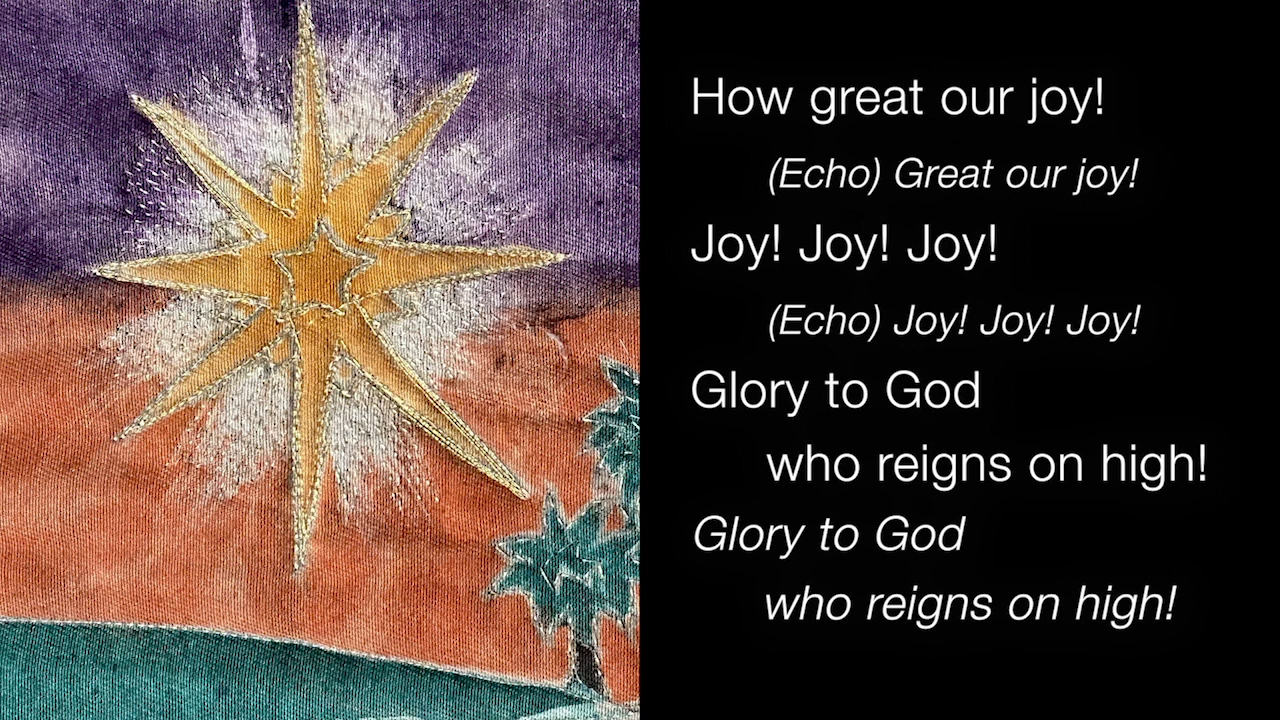 How great our joy!
(Echo) Great our joy!
Joy! Joy! Joy!
(Echo) Joy! Joy! Joy!
Glory to God
who reigns on high!
Glory to God
who reigns on high!